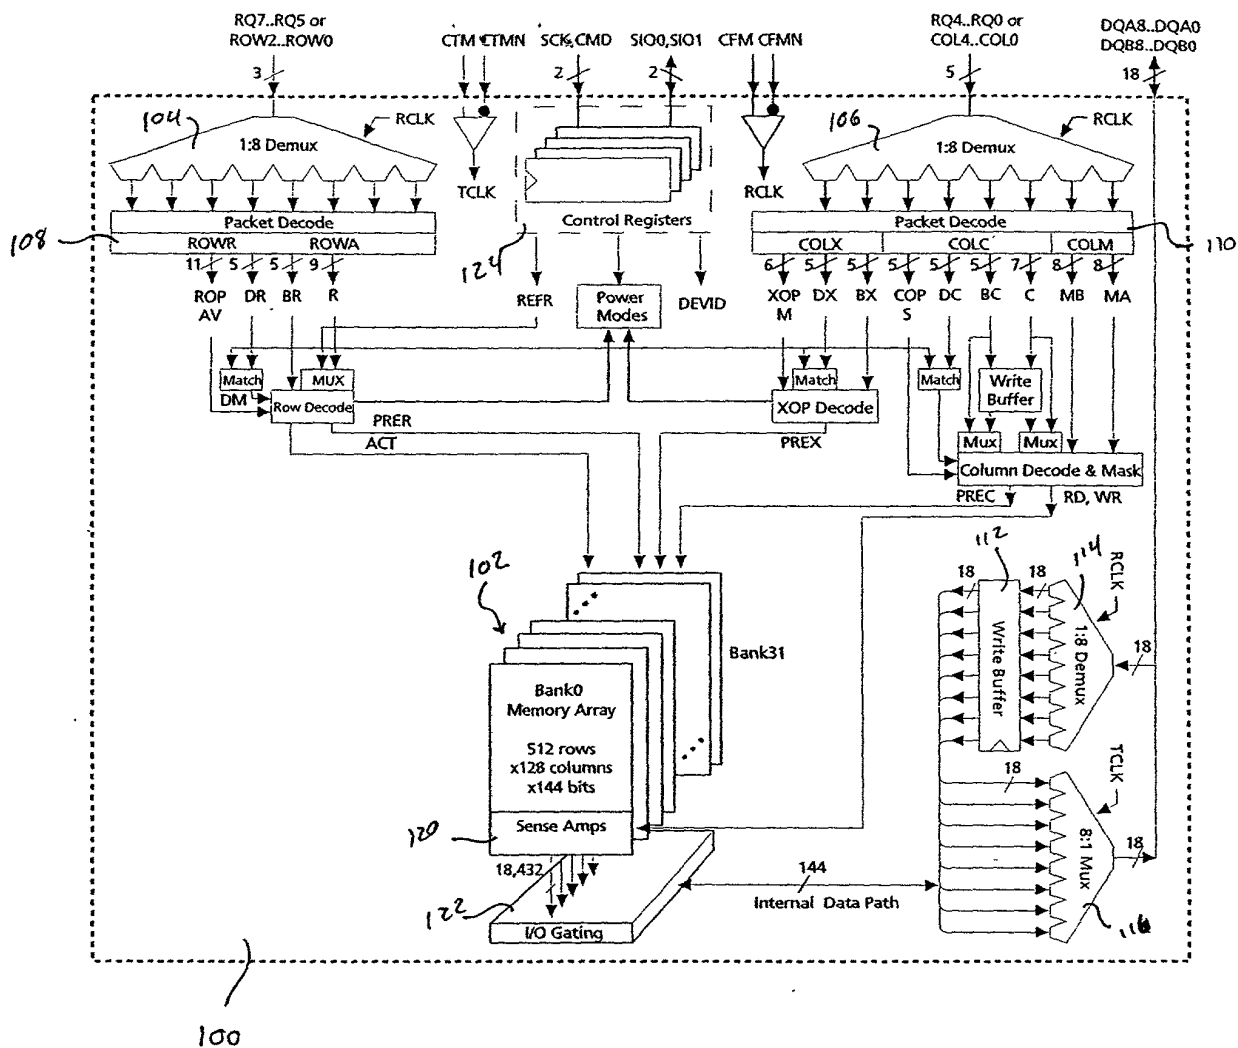 RQ7..RQ5 or
ROW2..ROW0
CTM CTMN
SCK,CMD
SIO0,SIO1
CFM CFMN
RQ4..RQ0 or
COL4..COL0
DQA8..DQA0
DQB8..DQB0
3
2
2
5
18
104
RCLK
1:8 Demux
TCLK
Control Registers
124
RCLK
106
RCLK
1:8 Demux
Packet Decode
108
ROWR
ROWA
11
5
5
9
ROP
AV
DR
BR
R
REFR
Power
Modes
DEVID
Packet Decode
110
COLX
COLC
COLM
6
5
5
5
5
5
7
8
8
XOP
M
DX
BX
COP
S
DC
BC
C
MB
MA
Match
DM
MUX
Row Decode
PRER
ACT
Match
XOP Decode
PREX
Match
Write
Buffer
Mux
Mux
Column Decode & Mask
PREC
RD, WR
102
Bank31
Bank0
Memory Array
512 rows
x128 columns
x144 bits
120
Sense Amps
18,432
122
I/O Gating
144
Internal Data Path
112
114
RCLK
18
18
Write Buffer
1:8 Demux
18
18
TCLK
8:1 Mux
18
116
100